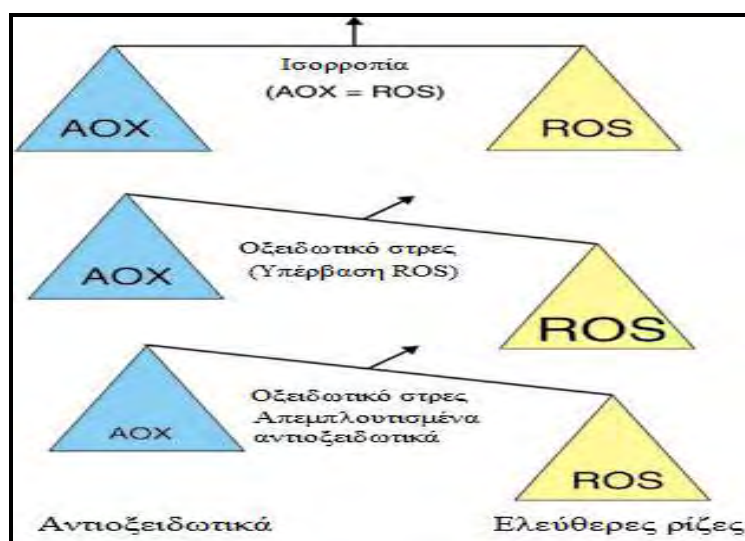 Ισορροπία
(AOX = ROS)
AOX
ROS
Οξειδωτικό στρες
(Υπέρβαση ROS)
AOX
ROS
Οξειδωτικό στρες
Απεμπλουτισμένα
αντιοξειδωτικά
AOX
ROS
Αντιοξειδωτικά
Ελεύθερες ρίζες